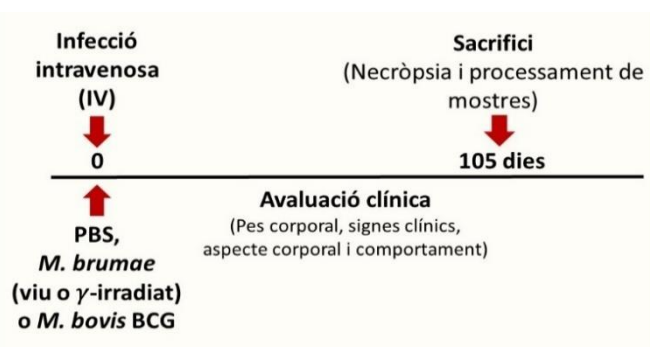 Infecció
intravenosa
(IV)
Sacrifici
(Necròpsia i processament de
mostres)
0
105 dies
Avaluació clínica
(Pes corporal, signes clínics,
aspecte corporal i comportament)
PBS,
M. brumae
(viu o γ-irradiat)
o M. bovis BCG